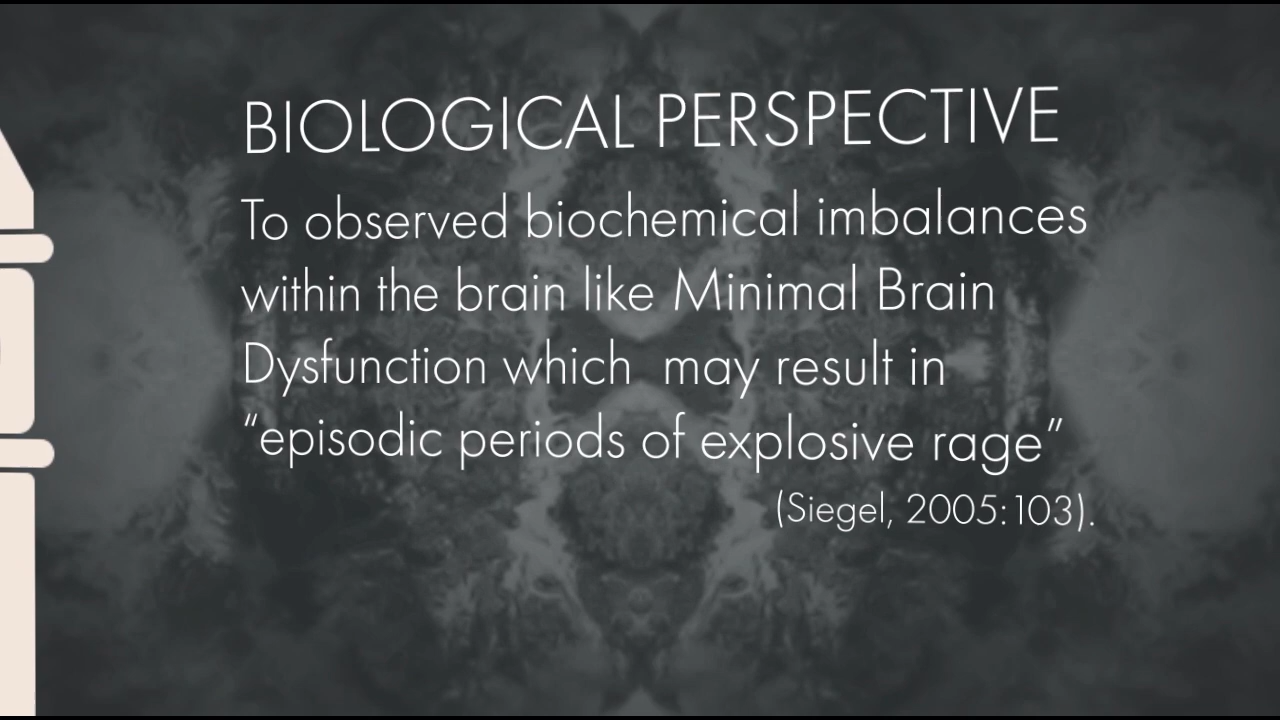 BIOLOGICAL PERSPECTIVE
To observed biochemical imbalances
within the brain like Minimal Brain
Dysfunction which  may result in
“episodic periods of explosive rage”
(Siegel, 2005:103).